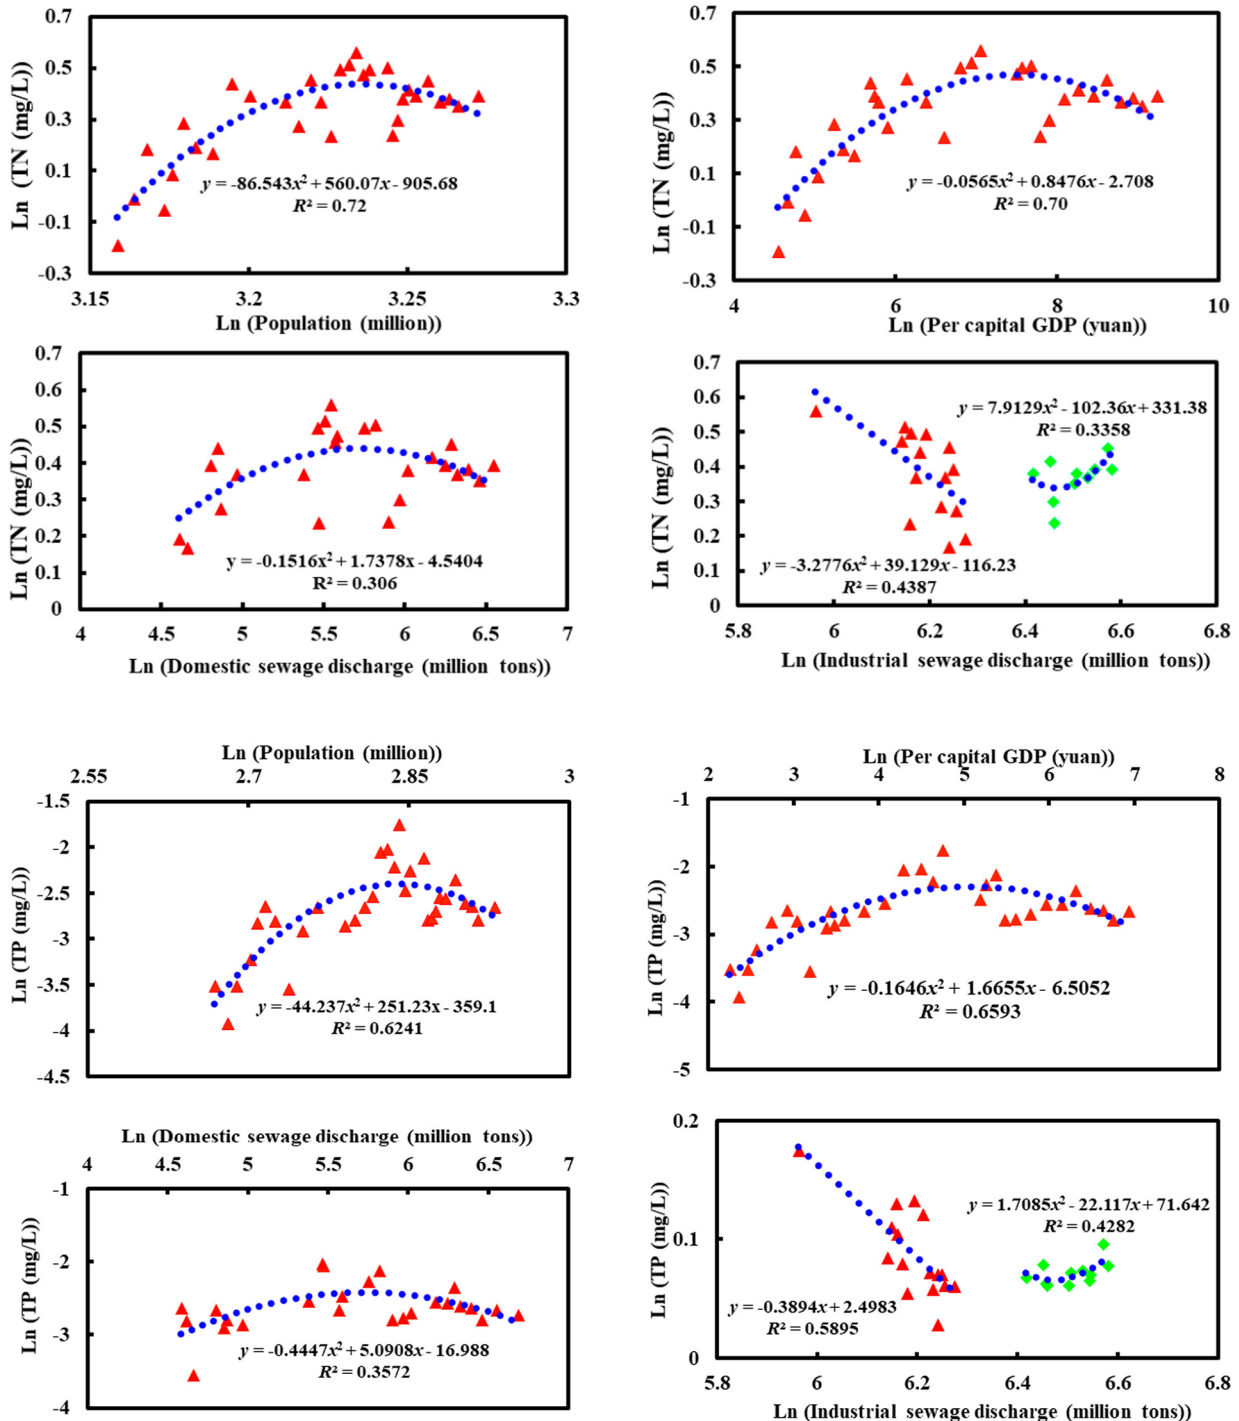 Ln (TN (mg/L))
0.7
0.5
0.3
0.1
-0.1
-0.3
y = -86.543x² + 560.07x - 905.68
R² = 0.72
3.15
3.2
3.25
3.3
Ln (Population (million))
Ln (TN (mg/L))
0.7
0.5
0.3
0.1
-0.1
-0.3
y = -0.0565x² + 0.8476x - 2.708
R² = 0.70
4
6
8
10
Ln (Per capital GDP (yuan))
Ln (TN (mg/L))
0.7
0.6
0.5
0.4
0.3
0.2
0.1
0
y = -0.1516x² + 1.7378x - 4.5404
R² = 0.306
4
4.5
5
5.5
6
6.5
7
Ln (Domestic sewage discharge (million tons))
Ln (TN (mg/L))
0.7
0.6
0.5
0.4
0.3
0.2
0.1
0
y = 7.9129x² - 102.36x + 331.38
R² = 0.3358
y = -3.2776x² + 39.129x - 116.23
R² = 0.4387
5.8
6
6.2
6.4
6.6
6.8
Ln (Industrial sewage discharge (million tons))
Ln (Population (million))
2.55
2.7
2.85
3
Ln (TP (mg/L))
-1.5
-2
-2.5
-3
-3.5
-4
-4.5
y = -44.237x² + 251.23x - 359.1
R² = 0.6241
Ln (Per capital GDP (yuan))
2
3
4
5
6
7
8
Ln (TP (mg/L))
-1
-2
-3
-4
-5
y = -0.1646x² + 1.6655x - 6.5052
R² = 0.6593
Ln (Domestic sewage discharge (million tons))
4
4.5
5
5.5
6
6.5
7
Ln (TP (mg/L))
-1
-2
-3
-4
y = -0.4447x² + 5.0908x - 16.988
R² = 0.3572
Ln (TP (mg/L))
0.2
0.1
0
y = 1.7085x² - 22.117x + 71.642
R² = 0.4282
y = -0.3894x + 2.4983
R² = 0.5895
5.8
6
6.2
6.4
6.6
6.8
Ln (Industrial sewage discharge (million tons))